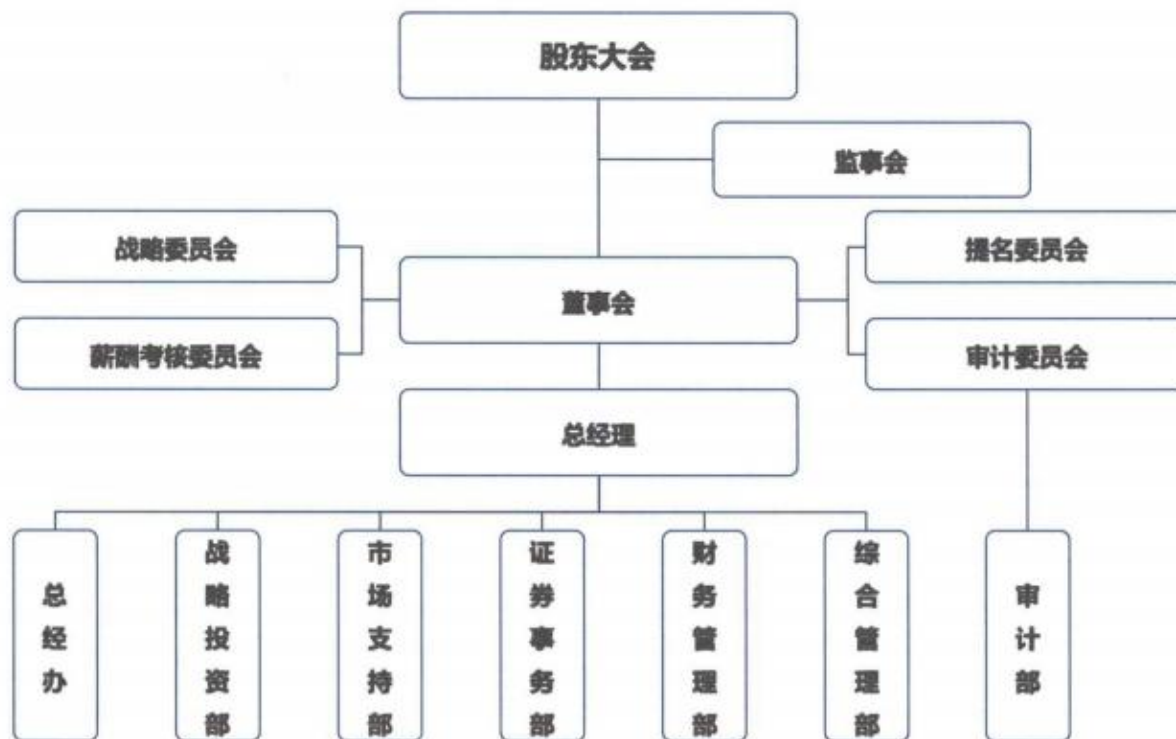 股东大会
监事会
战略委员会
提名委员会
董事会
薪酬考核委员会
审计委员会
总经理
总经办
战略投资部
市场支持部
证券事务部
财务管理部
综合管理部
审计部